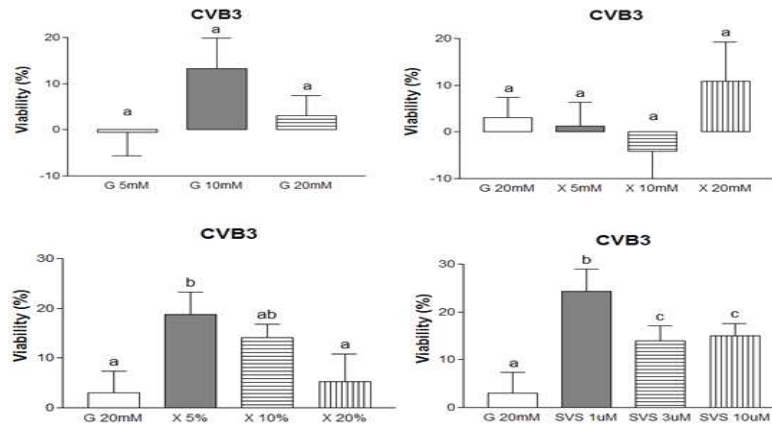 CVB3
Viability (%)
20
10
0
-10
a
a
a
G 5mM G 10mM G 20mM
CVB3
Viability (%)
20
10
0
-10
a
a
a
a
G 20mM X 5mM X 10mM X 20mM
CVB3
Viability (%)
30
20
10
0
a
b
ab
a
G 20mM X 5% X 10% X 20%
CVB3
Viability (%)
30
20
10
0
a
b
c
c
G 20mM SVS 1uM SVS 3uM SVS 10uM